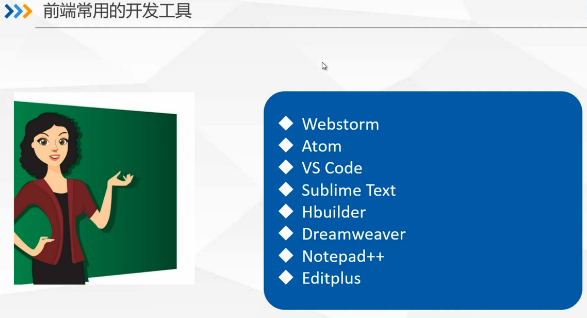 前端常用的开发工具
Webstorm
Atom
VS Code
Sublime Text
Hbuilder
Dreamweaver
Notepad++
Editplus